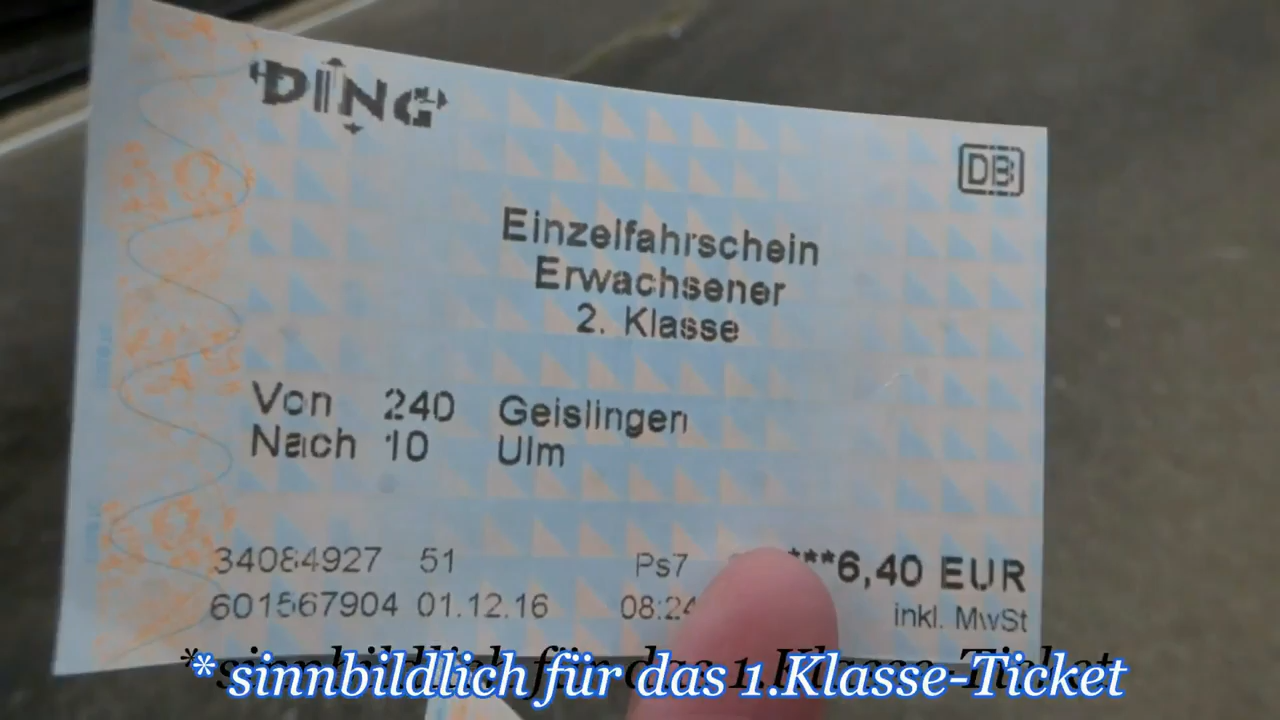 DING
DB
Einzelfahrschein
Erwachsener
2. Klasse
Von 240 Geislingen
Nach 10 Ulm
34084927 51 Ps7 ***6,40 EUR
601567904 01.12.16 08:24 inkl. MwSt
*sinnbildlich für das 1.Klasse-Ticket